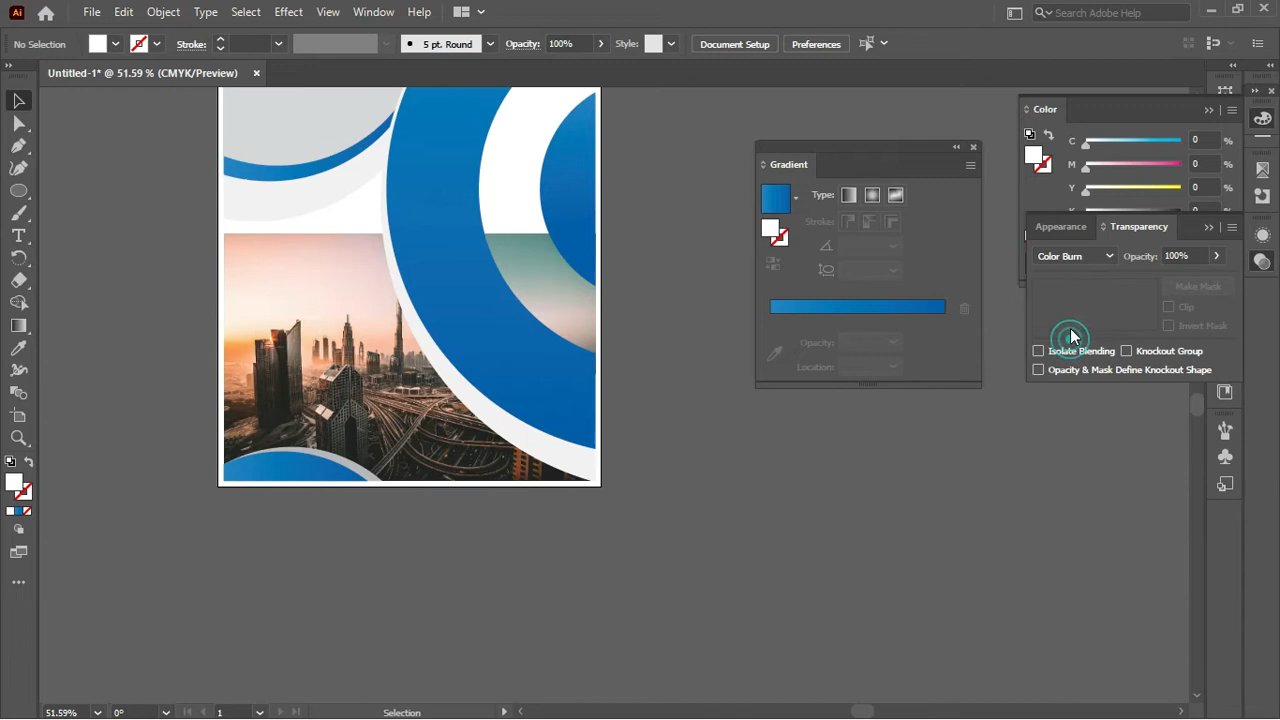 Ai File Edit Object Type Select Effect View Window Help Search Adobe Help
No Selection Stroke: 5 pt. Round Opacity: 100% Style: Document Setup Preferences
Untitled-1* @ 51.59 % (CMYK/Preview)
Color
C 0 %
M 0 %
Y 0 %
Gradient
Type:
Stroke:
Opacity:
Location:
Appearance Transparency
Color Burn Opacity: 100%
Make Mask
Clip
Invert Mask
Isolate Blending Knockout Group
Opacity & Mask Define Knockout Shape
51.59% 0° 1 Selection